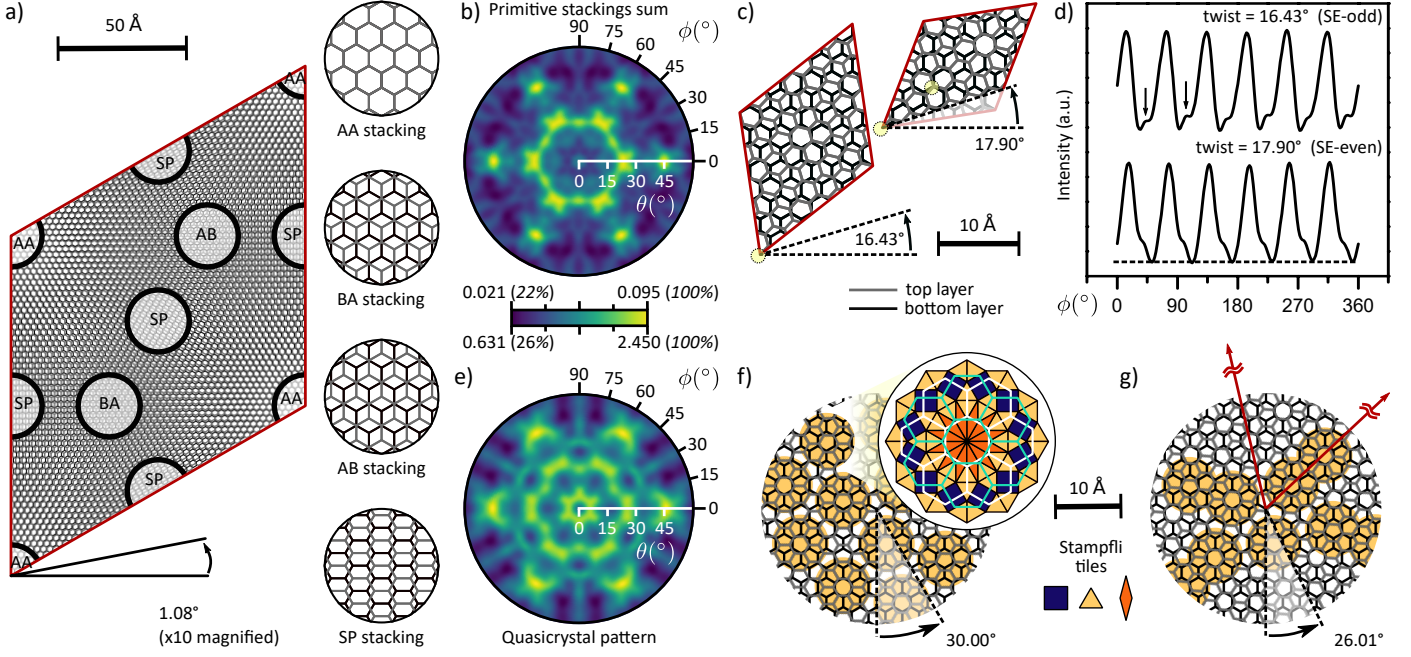 a)
50 Å
AA
SP
AB
SP
AA
SP
SP
BA
AA
SP
AA
1.08°
(x10 magnified)
AA stacking
BA stacking
AB stacking
SP stacking
b)
Primitive stackings sum
ϕ(°)
90
75
60
45
30
15
0
0 15 30 45
θ(°)
0.021 (22%)
0.095 (100%)
0.631 (26%)
2.450 (100%)
e)
ϕ(°)
90
75
60
45
30
15
0
0 15 30 45
θ(°)
Quasicrystal pattern
c)
17.90°
16.43°
10 Å
top layer
bottom layer
d)
twist = 16.43° (SE-odd)
twist = 17.90° (SE-even)
Intensity (a.u.)
ϕ(°)
0 90 180 270 360
f)
30.00°
10 Å
Stampfli
tiles
g)
26.01°